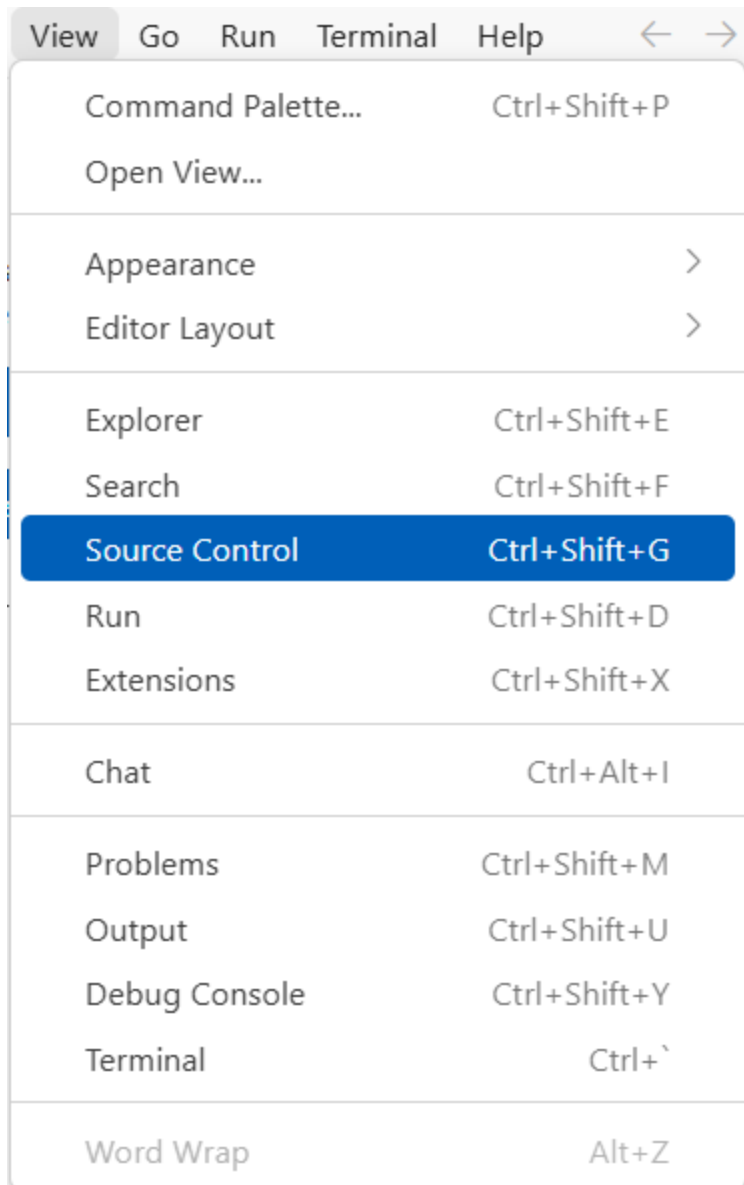 View Go Run Terminal Help
Command Palette... Ctrl+Shift+P
Open View...
Appearance
Editor Layout
Explorer Ctrl+Shift+E
Search Ctrl+Shift+F
Source Control Ctrl+Shift+G
Run Ctrl+Shift+D
Extensions Ctrl+Shift+X
Chat Ctrl+Alt+I
Problems Ctrl+Shift+M
Output Ctrl+Shift+U
Debug Console Ctrl+Shift+Y
Terminal Ctrl+`
Word Wrap Alt+Z